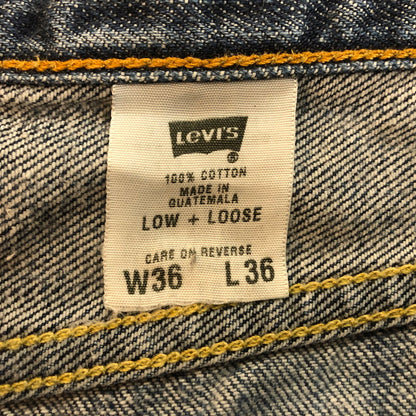 LEVI'S
®
100% COTTON
MADE IN
GUATEMALA
LOW + LOOSE
CARE ON REVERSE
W36 L36